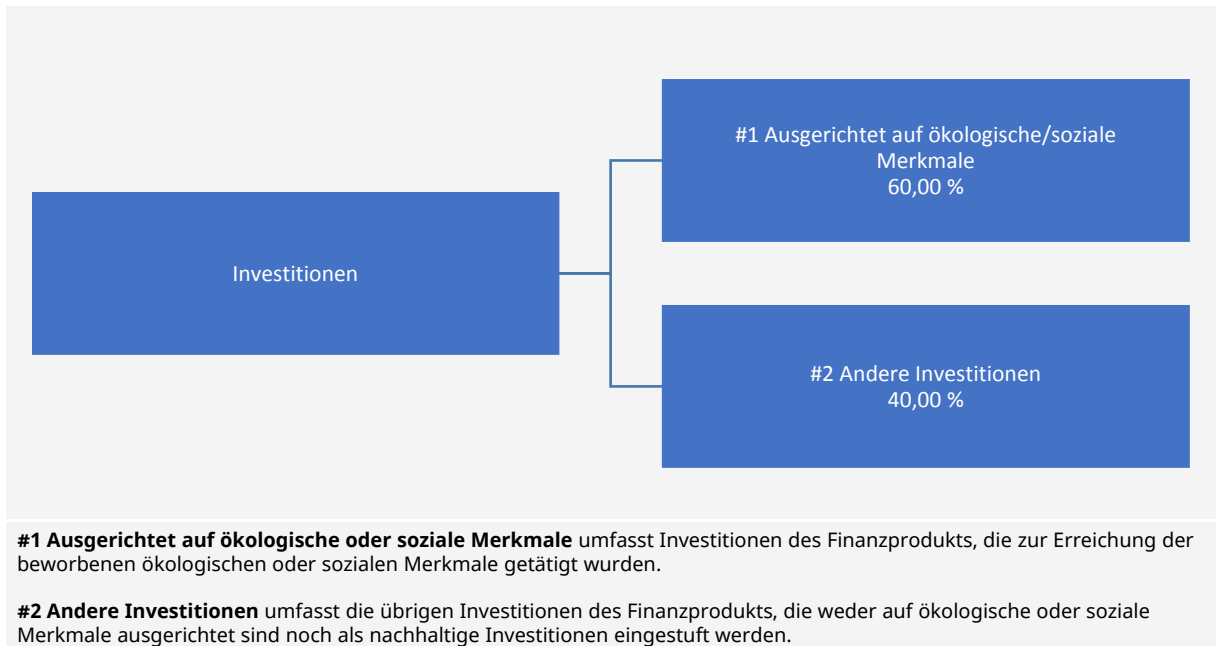 #1 Ausgerichtet auf ökologische/soziale
Merkmale
60,00 %
Investitionen
#2 Andere Investitionen
40,00 %
#1 Ausgerichtet auf ökologische oder soziale Merkmale umfasst Investitionen des Finanzprodukts, die zur Erreichung der
beworbenen ökologischen oder sozialen Merkmale getätigt wurden.
#2 Andere Investitionen umfasst die übrigen Investitionen des Finanzprodukts, die weder auf ökologische oder soziale
Merkmale ausgerichtet sind noch als nachhaltige Investitionen eingestuft werden.